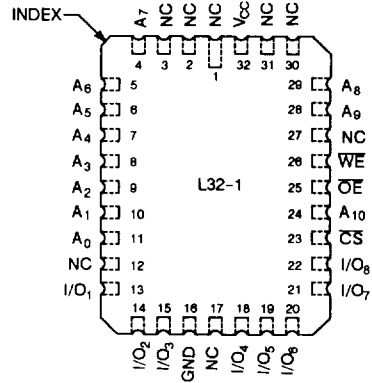 INDEX
A7 NC NC NC VCC NC NC
4 3 2 1 32 31 30
A6 5 29 A8
A5 6 28 A9
A4 7 27 NC
A3 8 26 W̅E̅
A2 9 L32-1 25 O̅E̅
A1 10 24 A10
A0 11 23 C̅S̅
NC 12 22 I/O8
I/O1 13 21 I/O7
14 15 16 17 18 19 20
I/O2 I/O3 GND NC I/O4 I/O5 I/O6